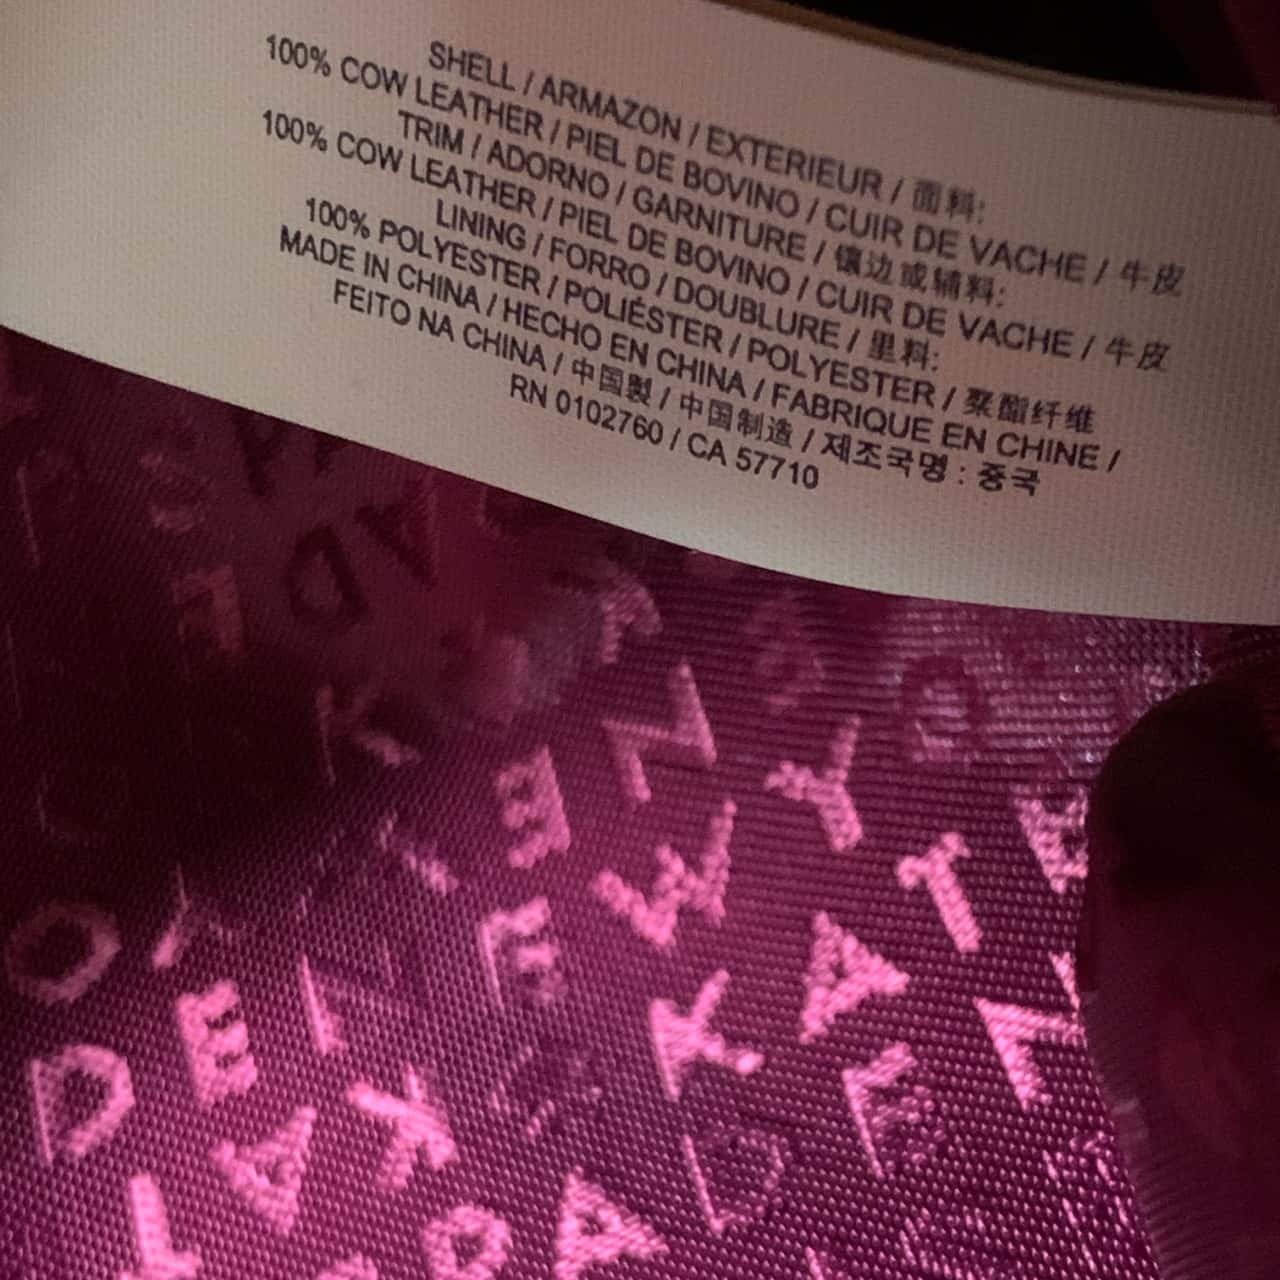 SHELL / ARMAZON / EXTERIEUR / 面料:
100% COW LEATHER / PIEL DE BOVINO / CUIR DE VACHE / 牛皮
TRIM / ADORNO / GARNITURE / 镶边或辅料:
100% COW LEATHER / PIEL DE BOVINO / CUIR DE VACHE / 牛皮
LINING / FORRO / DOUBLURE / 里料:
100% POLYESTER / POLIÉSTER / POLYESTER / 聚酯纤维
MADE IN CHINA / HECHO EN CHINA / FABRIQUE EN CHINE /
FEITO NA CHINA / 中国製 / 中国制造 / 제조국명 : 중국
RN 0102760 / CA 57710
NEW Y
KATE